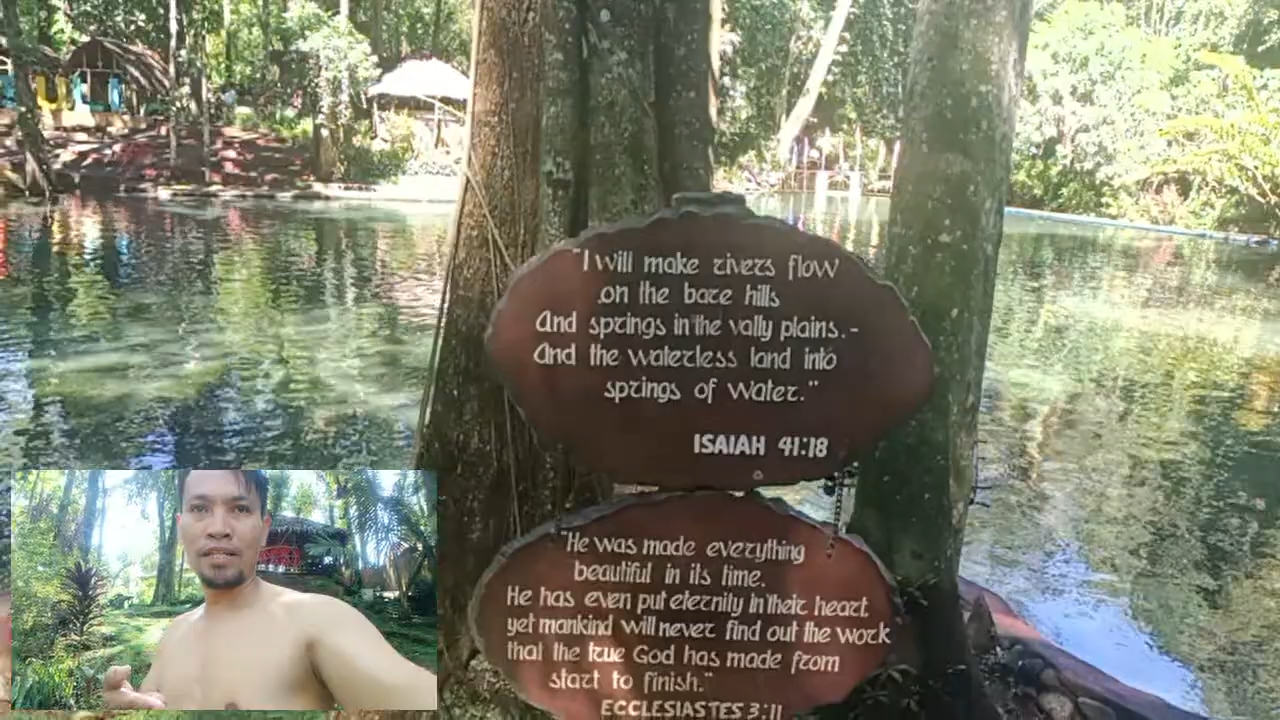 "I will make rivers flow
on the bare hills
And springs in the vally plains.-
And the waterless land into
springs of water."
ISAIAH 41:18
"He was made everything
beautiful in its time.
He has even put eternity in their heart.
yet mankind will never find out the work
that the true God has made from
start to finish."
ECCLESIASTES 3:11